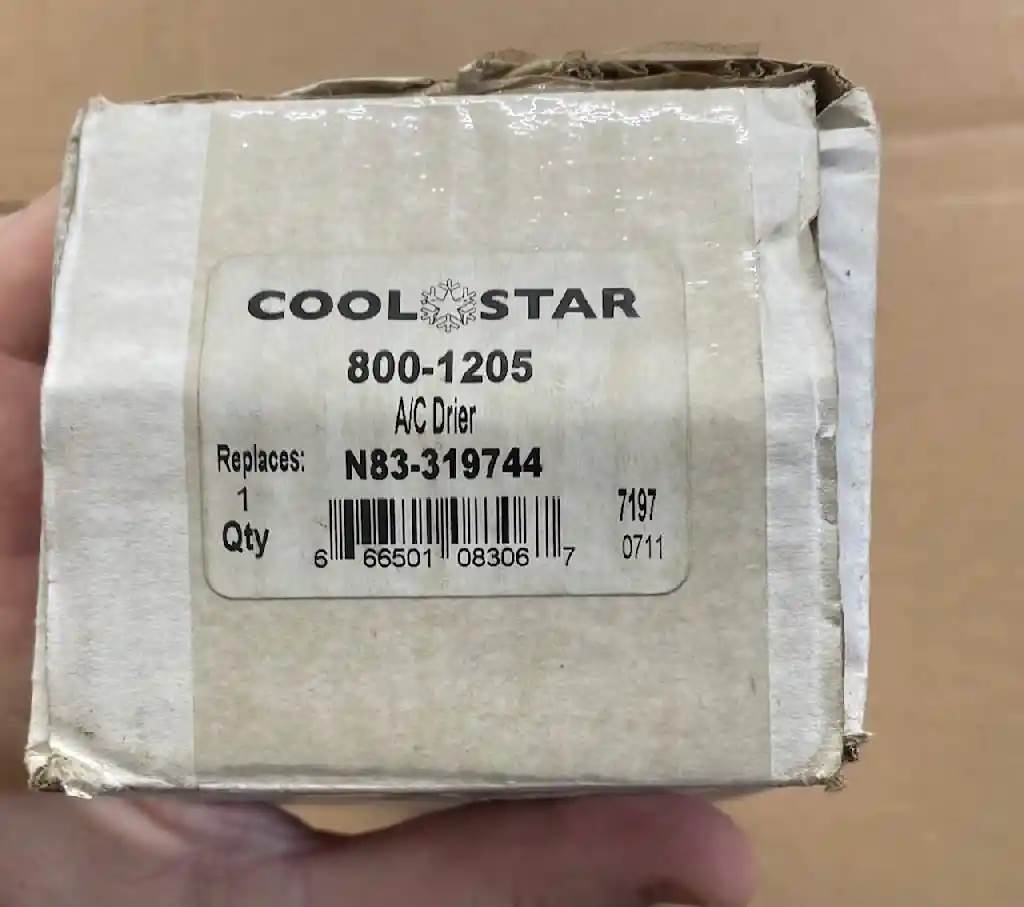 COOL STAR
800-1205
A/C Drier
Replaces: N83-319744
1
Qty
7197
0711
6 66501 08306 7